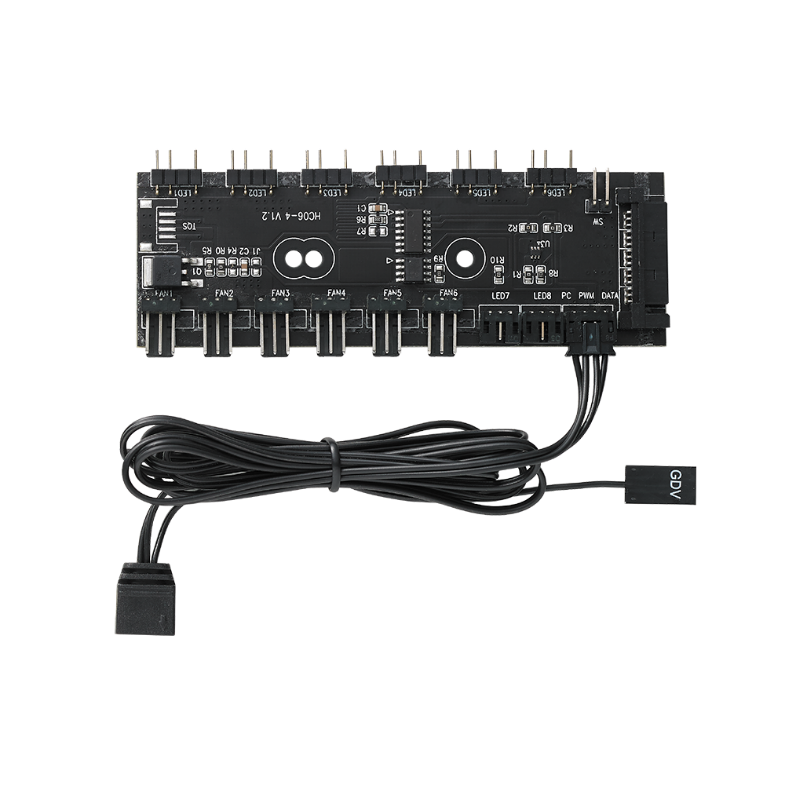 LED1 LED2 LED3 LED4 LED5 LED6
SW
TOS
HC06-4 V1.2
C1
R6
R7
R2
R3
U3
R5 R0 R4 C2 J1
Q1
R9
R10
R1
R8
FAN1 FAN2 FAN3 FAN4 FAN5 FAN6 LED7 LED8 PC PWM DATA
GDV